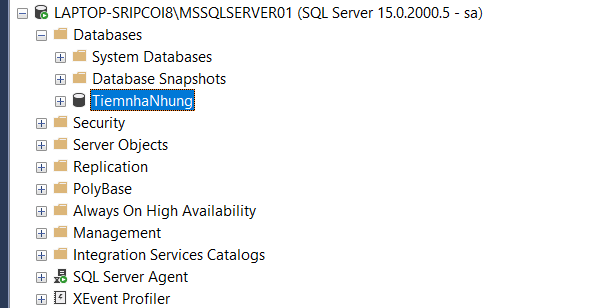 LAPTOP-SRIPCOI8\MSSQLSERVER01 (SQL Server 15.0.2000.5 - sa)
Databases
System Databases
Database Snapshots
TiemnhaNhung
Security
Server Objects
Replication
PolyBase
Always On High Availability
Management
Integration Services Catalogs
SQL Server Agent
XEvent Profiler